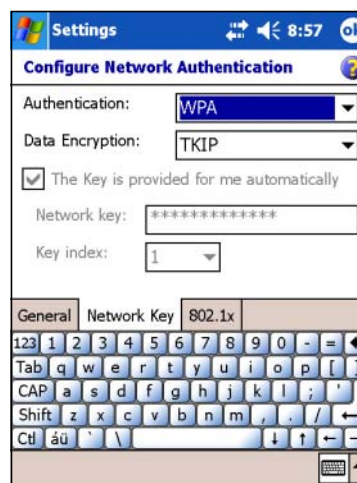 Settings 8:57 ok
Configure Network Authentication ?
Authentication: WPA
Data Encryption: TKIP
The Key is provided for me automatically
Network key: *************
Key index: 1
General Network Key 802.1x
123 1 2 3 4 5 6 7 8 9 0 - =
Tab q w e r t y u i o p [ ]
CAP a s d f g h j k l ; '
Shift z x c v b n m , . /
Ctl áü ` \